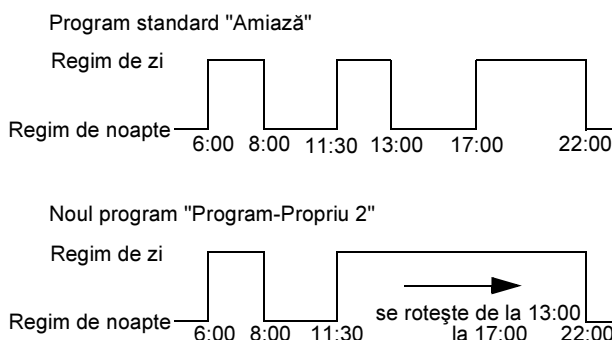 Program standard "Amiază"
Regim de zi
Regim de noapte
6:00 8:00 11:30 13:00 17:00 22:00
Noul program "Program-Propriu 2"
Regim de zi
se roteşte de la 13:00
Regim de noapte
la 17:00
6:00 8:00 11:30 22:00